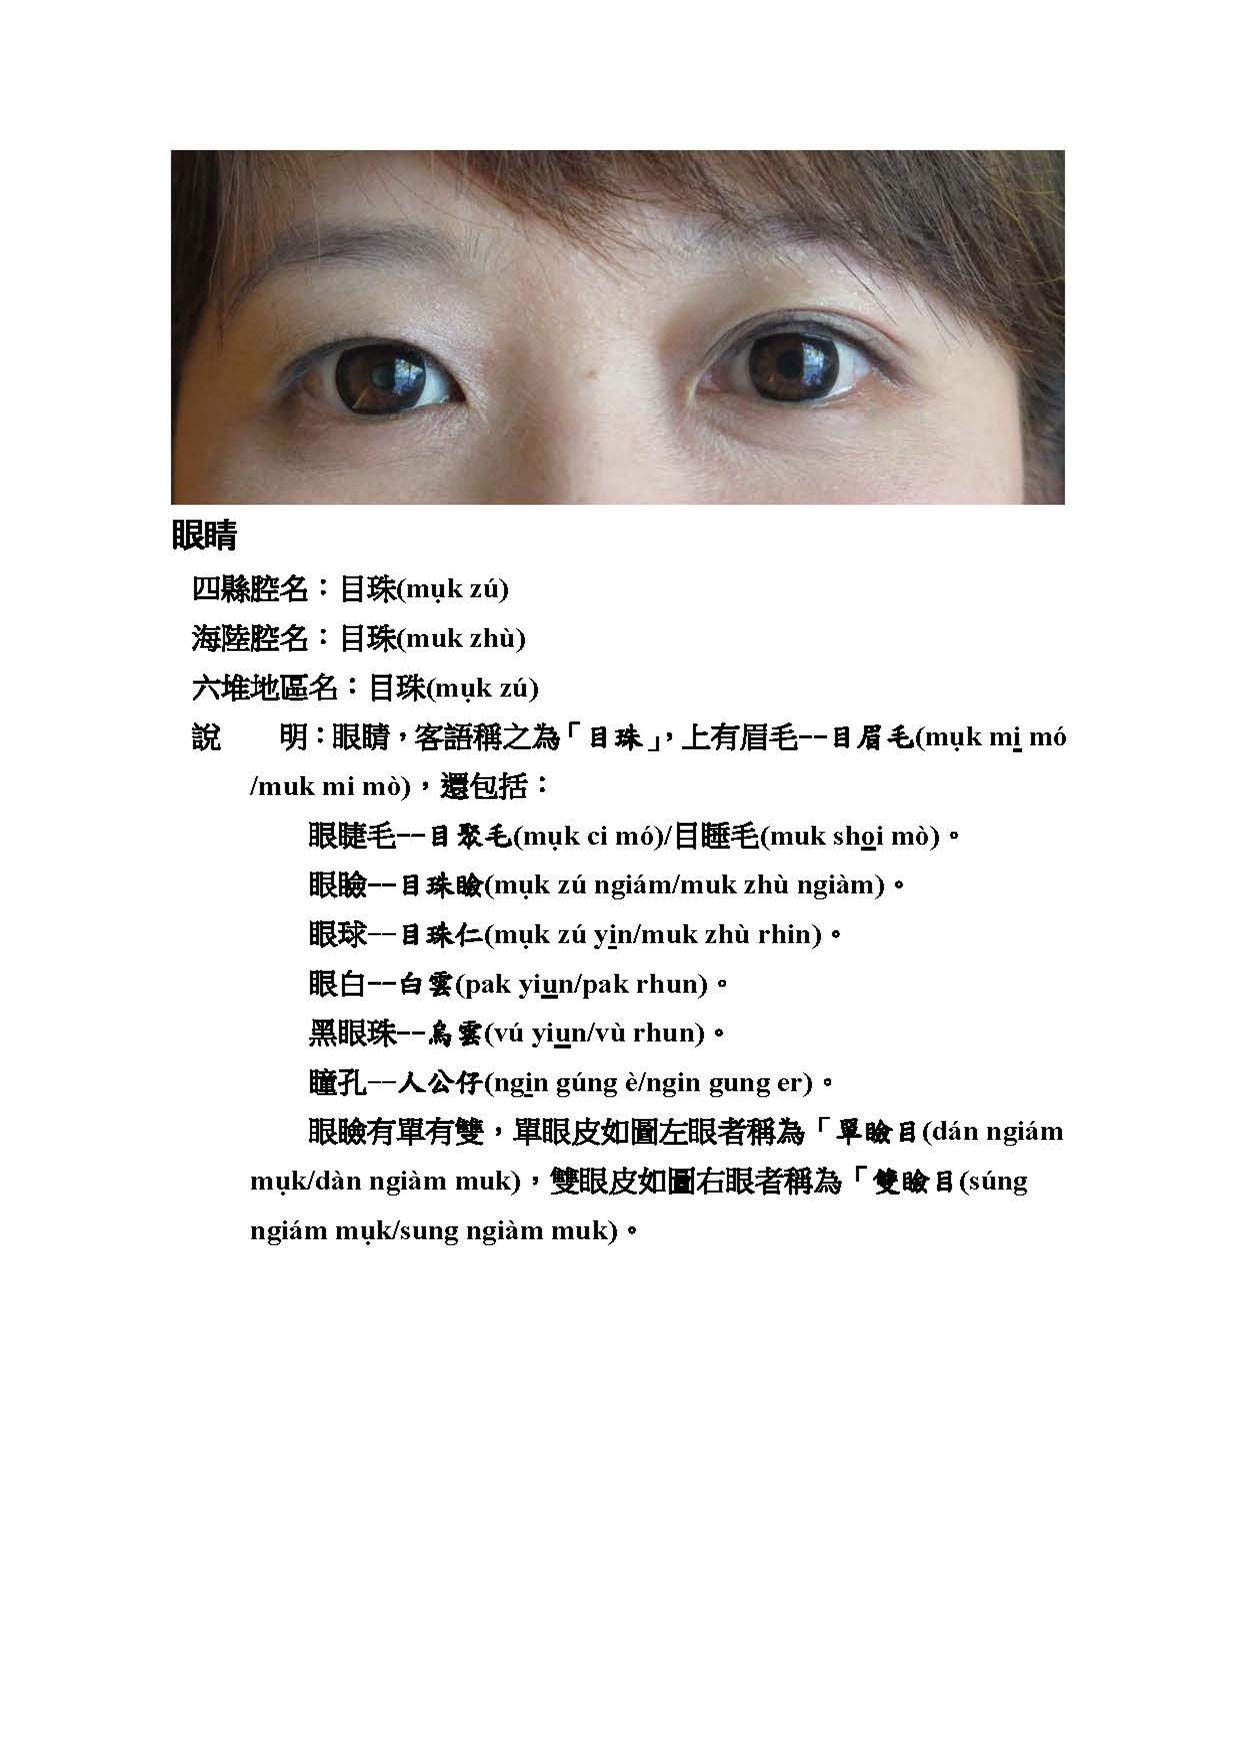 眼睛
四縣腔名：目珠(mụk zú)
海陸腔名：目珠(muk zhù)
六堆地區名：目珠(mụk zú)
說　　明：眼睛，客語稱之為「目珠」，上有眉毛--目眉毛(mụk mi̲ mó
/muk mi mò)，還包括：
眼睫毛--目聚毛(mụk ci mó)/目睡毛(muk sho̲i mò)。
眼瞼--目珠瞼(mụk zú ngiám/muk zhù ngiàm)。
眼球--目珠仁(mụk zú yi̲n/muk zhù rhin)。
眼白--白雲(pak yiu̲n/pak rhun)。
黑眼珠--烏雲(vú yiu̲n/vù rhun)。
瞳孔--人公仔(ngi̲n gúng è/ngin gung er)。
眼瞼有單有雙，單眼皮如圖左眼者稱為「單瞼目(dán ngiám
mụk/dàn ngiàm muk)，雙眼皮如圖右眼者稱為「雙瞼目(súng
ngiám mụk/sung ngiàm muk)。